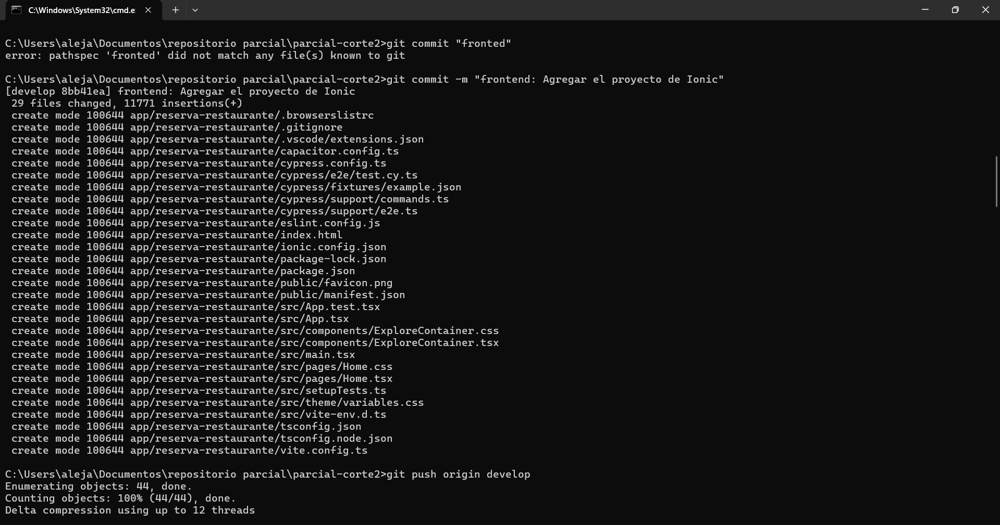 C:\Windows\System32\cmd.e
C:\Users\aleja\Documentos\repositorio parcial\parcial-corte2>git commit "fronted"
error: pathspec 'fronted' did not match any file(s) known to git
C:\Users\aleja\Documentos\repositorio parcial\parcial-corte2>git commit -m "frontend: Agregar el proyecto de Ionic"
[develop 8bb41ea] frontend: Agregar el proyecto de Ionic
29 files changed, 11771 insertions(+)
create mode 100644 app/reserva-restaurante/.browserslistrc
create mode 100644 app/reserva-restaurante/.gitignore
create mode 100644 app/reserva-restaurante/.vscode/extensions.json
create mode 100644 app/reserva-restaurante/capacitor.config.ts
create mode 100644 app/reserva-restaurante/cypress.config.ts
create mode 100644 app/reserva-restaurante/cypress/e2e/test.cy.ts
create mode 100644 app/reserva-restaurante/cypress/fixtures/example.json
create mode 100644 app/reserva-restaurante/cypress/support/commands.ts
create mode 100644 app/reserva-restaurante/cypress/support/e2e.ts
create mode 100644 app/reserva-restaurante/eslint.config.js
create mode 100644 app/reserva-restaurante/index.html
create mode 100644 app/reserva-restaurante/ionic.config.json
create mode 100644 app/reserva-restaurante/package-lock.json
create mode 100644 app/reserva-restaurante/package.json
create mode 100644 app/reserva-restaurante/public/favicon.png
create mode 100644 app/reserva-restaurante/public/manifest.json
create mode 100644 app/reserva-restaurante/src/App.test.tsx
create mode 100644 app/reserva-restaurante/src/App.tsx
create mode 100644 app/reserva-restaurante/src/components/ExploreContainer.css
create mode 100644 app/reserva-restaurante/src/components/ExploreContainer.tsx
create mode 100644 app/reserva-restaurante/src/main.tsx
create mode 100644 app/reserva-restaurante/src/pages/Home.css
create mode 100644 app/reserva-restaurante/src/pages/Home.tsx
create mode 100644 app/reserva-restaurante/src/setupTests.ts
create mode 100644 app/reserva-restaurante/src/theme/variables.css
create mode 100644 app/reserva-restaurante/src/vite-env.d.ts
create mode 100644 app/reserva-restaurante/tsconfig.json
create mode 100644 app/reserva-restaurante/tsconfig.node.json
create mode 100644 app/reserva-restaurante/vite.config.ts
C:\Users\aleja\Documentos\repositorio parcial\parcial-corte2>git push origin develop
Enumerating objects: 44, done.
Counting objects: 100% (44/44), done.
Delta compression using up to 12 threads